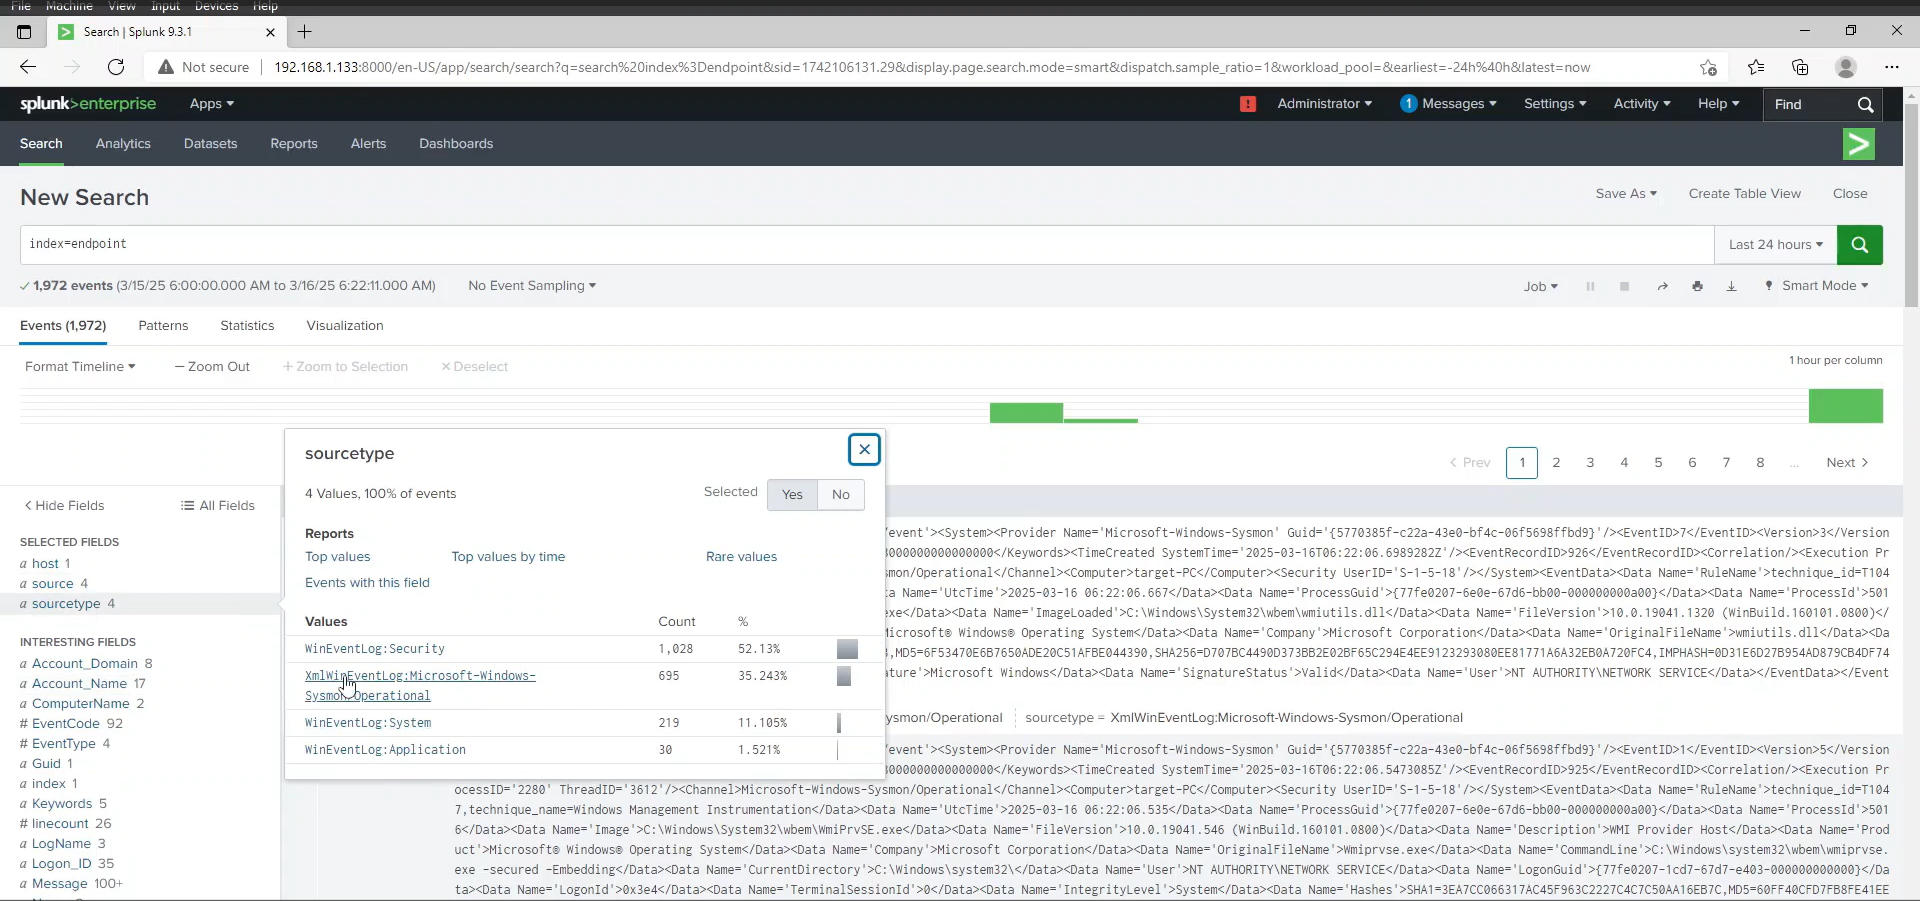 File Machine View Input Devices Help
Search | Splunk 9.3.1
Not secure 192.168.1.133:8000/en-US/app/search/search?q=search%20index%3Dendpoint&sid=1742106131.29&display.page.search.mode=smart&dispatch.sample_ratio=1&workload_pool=&earliest=-24h%40h&latest=now
splunk>enterprise Apps Administrator 1 Messages Settings Activity Help Find
Search Analytics Datasets Reports Alerts Dashboards
New Search Save As Create Table View Close
index=endpoint Last 24 hours
✓ 1,972 events (3/15/25 6:00:00.000 AM to 3/16/25 6:22:11.000 AM) No Event Sampling Job Smart Mode
Events (1,972) Patterns Statistics Visualization
Format Timeline − Zoom Out + Zoom to Selection × Deselect 1 hour per column
< Prev 1 2 3 4 5 6 7 8 ... Next >
< Hide Fields All Fields
SELECTED FIELDS
a host 1
a source 4
a sourcetype 4
INTERESTING FIELDS
a Account_Domain 8
a Account_Name 17
a ComputerName 2
# EventCode 92
# EventType 4
a Guid 1
a index 1
a Keywords 5
# linecount 26
a LogName 3
a Logon_ID 35
a Message 100+
sourcetype
4 Values, 100% of events Selected Yes No
Reports
Top values Top values by time Rare values
Events with this field
Values Count %
WinEventLog:Security 1,028 52.13%
XmlWinEventLog:Microsoft-Windows- 695 35.243%
Sysmon/Operational
WinEventLog:System 219 11.105%
WinEventLog:Application 30 1.521%
/event'><System><Provider Name='Microsoft-Windows-Sysmon' Guid='{5770385f-c22a-43e0-bf4c-06f5698ffbd9}'/><EventID>7</EventID><Version>3</Version
8000000000000000</Keywords><TimeCreated SystemTime='2025-03-16T06:22:06.6989282Z'/><EventRecordID>926</EventRecordID><Correlation/><Execution Pr
smon/Operational</Channel><Computer>target-PC</Computer><Security UserID='S-1-5-18'/></System><EventData><Data Name='RuleName'>technique_id=T104
ta Name='UtcTime'>2025-03-16 06:22:06.667</Data><Data Name='ProcessGuid'>{77fe0207-6e0e-67d6-bb00-000000000a00}</Data><Data Name='ProcessId'>501
exe</Data><Data Name='ImageLoaded'>C:\Windows\System32\wbem\wmiutils.dll</Data><Data Name='FileVersion'>10.0.19041.1320 (WinBuild.160101.0800)</
Microsoft® Windows® Operating System</Data><Data Name='Company'>Microsoft Corporation</Data><Data Name='OriginalFileName'>wmiutils.dll</Data><Da
,MD5=6F53470E6B7650ADE20C51AFBE044390,SHA256=D707BC4490D373BB2E02BF65C294E4EE9123293080EE81771A6A32EB0A720FC4,IMPHASH=0D31E6D27B954AD879CB4DF74
ture'>Microsoft Windows</Data><Data Name='SignatureStatus'>Valid</Data><Data Name='User'>NT AUTHORITY\NETWORK SERVICE</Data></EventData></Event
ysmon/Operational sourcetype = XmlWinEventLog:Microsoft-Windows-Sysmon/Operational
/event'><System><Provider Name='Microsoft-Windows-Sysmon' Guid='{5770385f-c22a-43e0-bf4c-06f5698ffbd9}'/><EventID>1</EventID><Version>5</Version
8000000000000000</Keywords><TimeCreated SystemTime='2025-03-16T06:22:06.5473085Z'/><EventRecordID>925</EventRecordID><Correlation/><Execution Pr
ocessID='2280' ThreadID='3612'/><Channel>Microsoft-Windows-Sysmon/Operational</Channel><Computer>target-PC</Computer><Security UserID='S-1-5-18'/></System><EventData><Data Name='RuleName'>technique_id=T104
7,technique_name=Windows Management Instrumentation</Data><Data Name='UtcTime'>2025-03-16 06:22:06.535</Data><Data Name='ProcessGuid'>{77fe0207-6e0e-67d6-bb00-000000000a00}</Data><Data Name='ProcessId'>501
6</Data><Data Name='Image'>C:\Windows\System32\wbem\WmiPrvSE.exe</Data><Data Name='FileVersion'>10.0.19041.546 (WinBuild.160101.0800)</Data><Data Name='Description'>WMI Provider Host</Data><Data Name='Prod
uct'>Microsoft® Windows® Operating System</Data><Data Name='Company'>Microsoft Corporation</Data><Data Name='OriginalFileName'>Wmiprvse.exe</Data><Data Name='CommandLine'>C:\Windows\system32\wbem\wmiprvse.
exe -secured -Embedding</Data><Data Name='CurrentDirectory'>C:\Windows\system32\</Data><Data Name='User'>NT AUTHORITY\NETWORK SERVICE</Data><Data Name='LogonGuid'>{77fe0207-1cd7-67d7-e403-000000000000}</Da
ta><Data Name='LogonId'>0x3e4</Data><Data Name='TerminalSessionId'>0</Data><Data Name='IntegrityLevel'>System</Data><Data Name='Hashes'>SHA1=3EA7CC066317AC45F963C2227C4C7C50AA16EB7C,MD5=60FF40CFD7FB8FE41EE